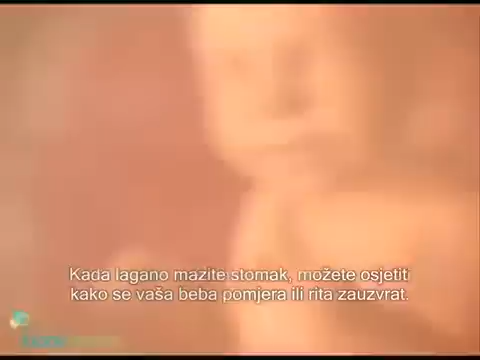 Kada lagano mazite stomak, možete osjetiti
kako se vaša beba pomjera ili rita zauzvrat.